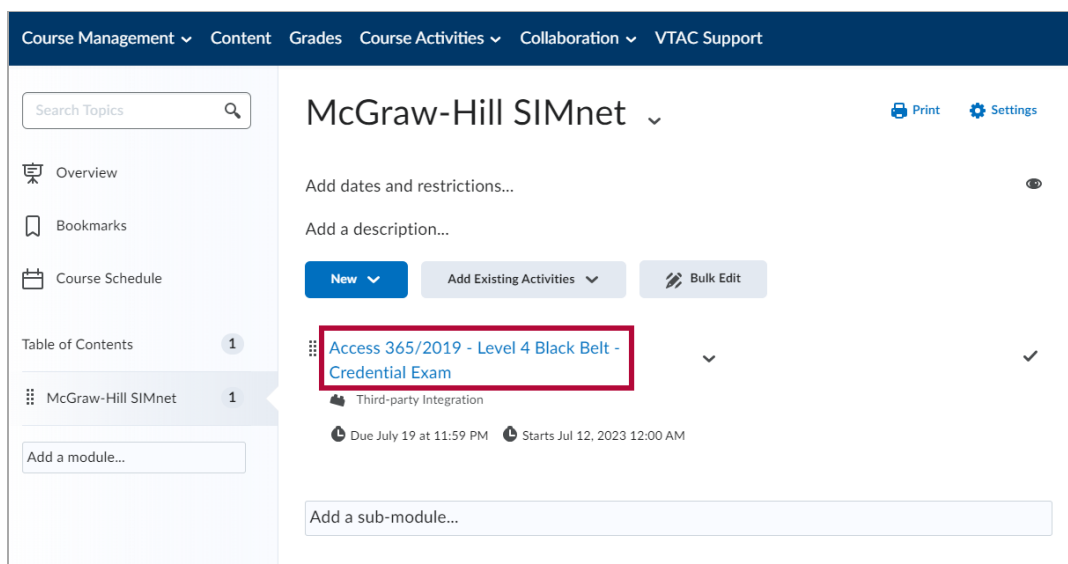 Course Management Content Grades Course Activities Collaboration VTAC Support
Search Topics
Overview
Bookmarks
Course Schedule
Table of Contents 1
McGraw-Hill SIMnet 1
Add a module...
McGraw-Hill SIMnet
Print Settings
Add dates and restrictions...
Add a description...
New Add Existing Activities Bulk Edit
Access 365/2019 - Level 4 Black Belt -
Credential Exam
Third-party Integration
Due July 19 at 11:59 PM Starts Jul 12, 2023 12:00 AM
Add a sub-module...